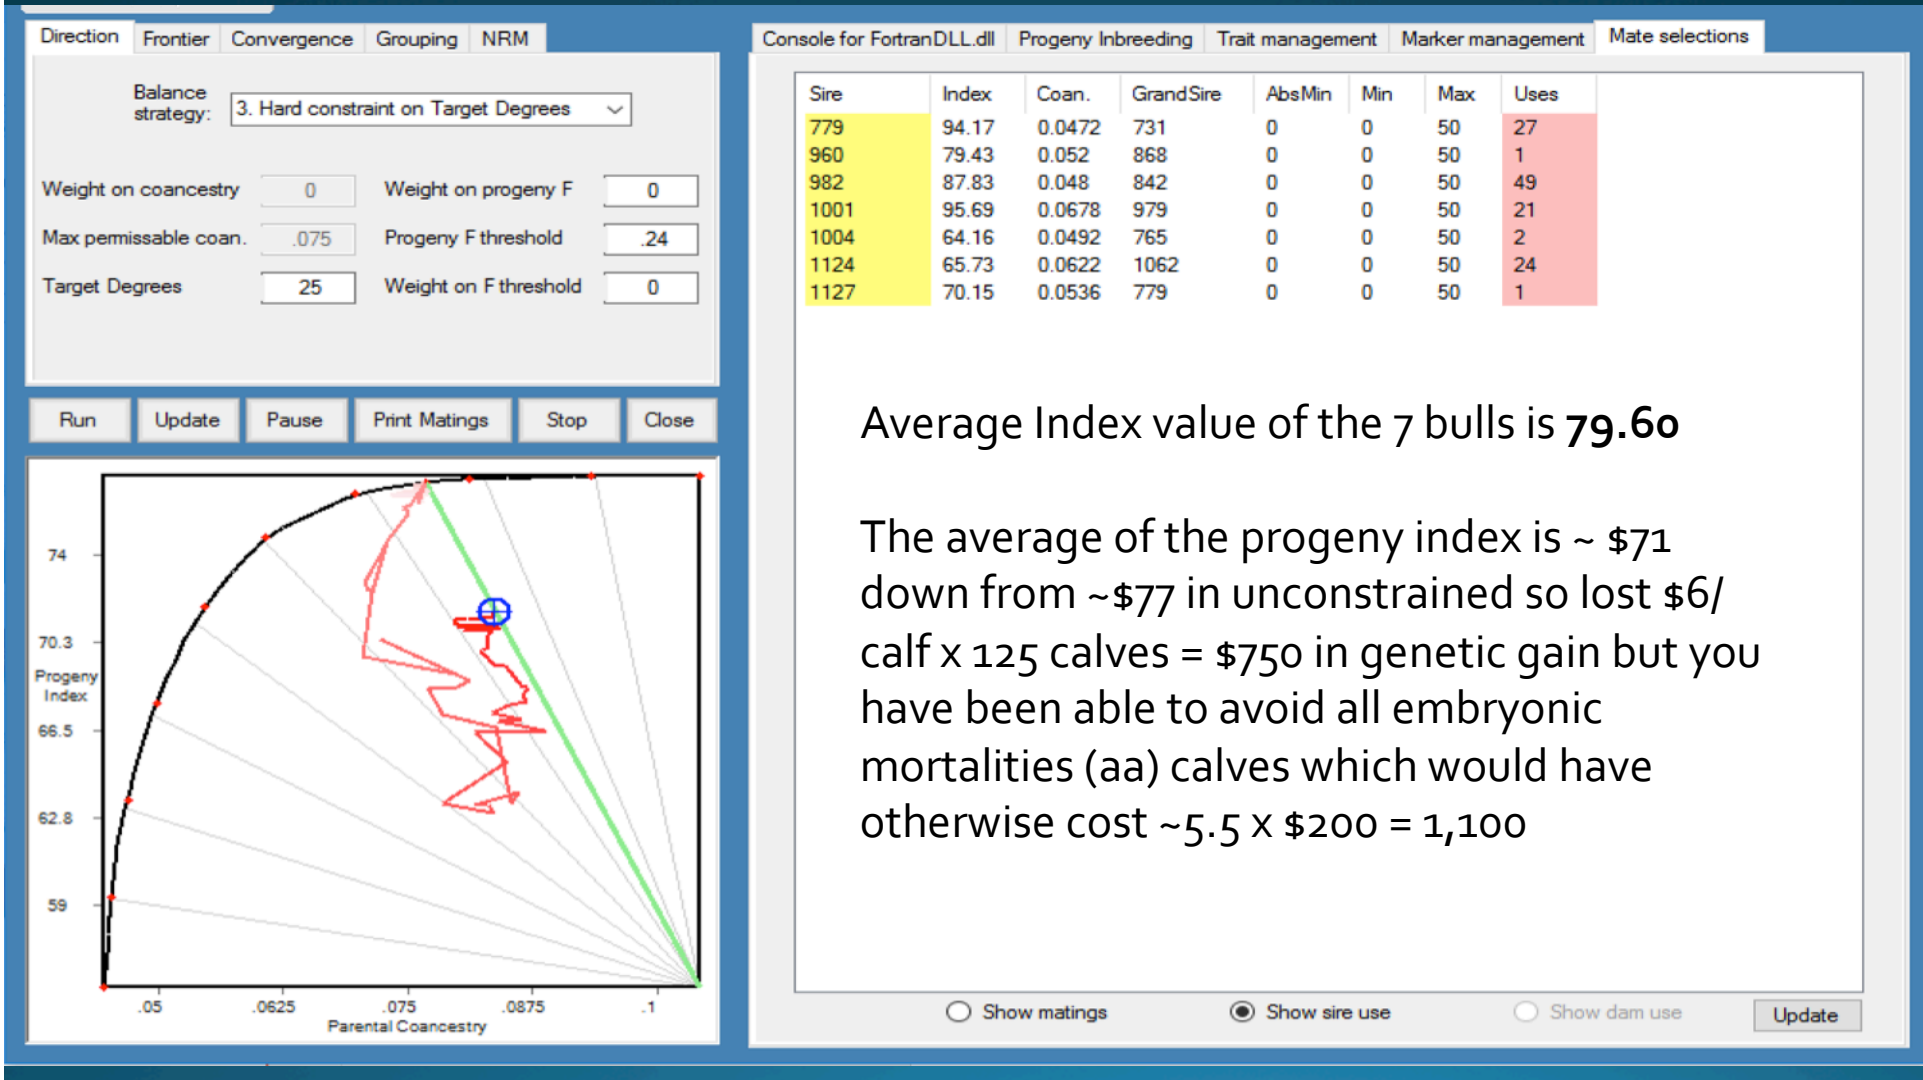 Direction Frontier Convergence Grouping NRM
Balance
strategy: 3. Hard constraint on Target Degrees
Weight on coancestry 0 Weight on progeny F 0
Max permissable coan. .075 Progeny F threshold .24
Target Degrees 25 Weight on F threshold 0
Run Update Pause Print Matings Stop Close
74
70.3
Progeny
Index
66.5
62.8
59
.05 .0625 .075 .0875 .1
Parental Coancestry
Console for FortranDLL.dll Progeny Inbreeding Trait management Marker management Mate selections
Sire Index Coan. GrandSire AbsMin Min Max Uses
779 94.17 0.0472 731 0 0 50 27
960 79.43 0.052 868 0 0 50 1
982 87.83 0.048 842 0 0 50 49
1001 95.69 0.0678 979 0 0 50 21
1004 64.16 0.0492 765 0 0 50 2
1124 65.73 0.0622 1062 0 0 50 24
1127 70.15 0.0536 779 0 0 50 1
Average Index value of the 7 bulls is 79.60
The average of the progeny index is ~ $71
down from ~$77 in unconstrained so lost $6/
calf x 125 calves = $750 in genetic gain but you
have been able to avoid all embryonic
mortalities (aa) calves which would have
otherwise cost ~5.5 x $200 = 1,100
Show matings Show sire use Show dam use Update